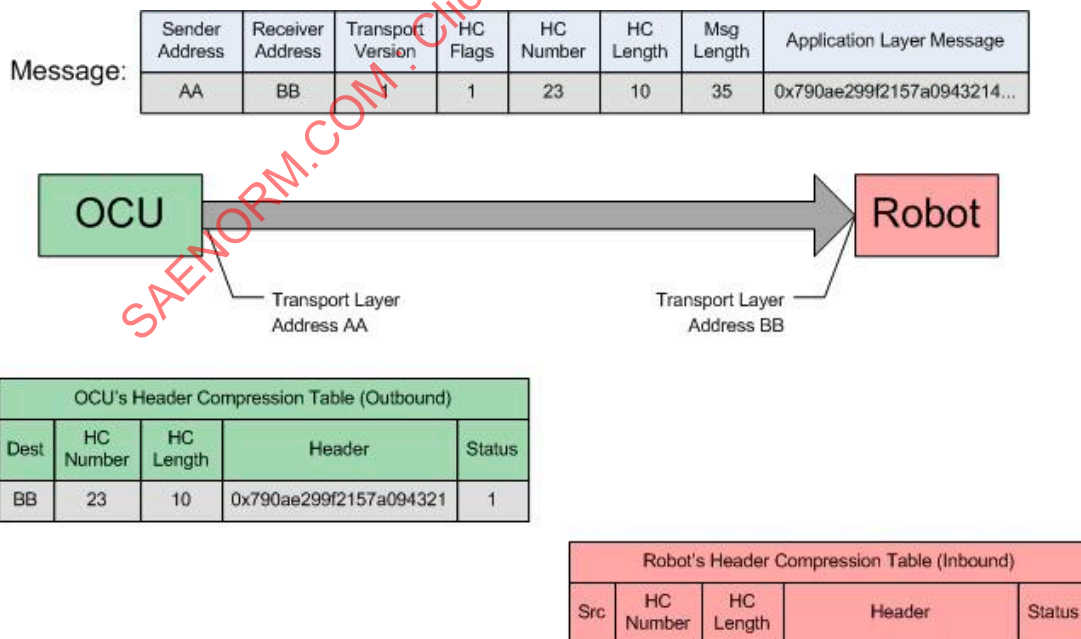 Message:
Sender Address | Receiver Address | Transport Version | HC Flags | HC Number | HC Length | Msg Length | Application Layer Message
AA | BB | 1 | 1 | 23 | 10 | 35 | 0x790ae299f2157a0943214...
OCU
Robot
Transport Layer
Address AA
Transport Layer
Address BB
OCU's Header Compression Table (Outbound)
Dest | HC Number | HC Length | Header | Status
BB | 23 | 10 | 0x790ae299f2157a094321 | 1
Robot's Header Compression Table (Inbound)
Src | HC Number | HC Length | Header | Status
SAENORM.COM : Clic